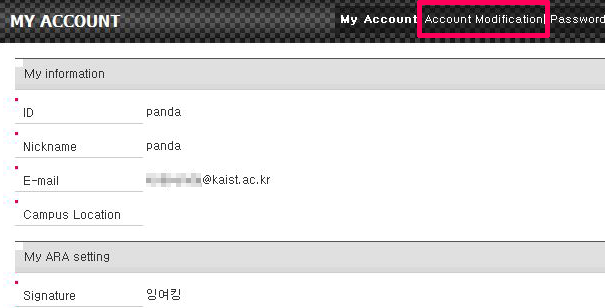 MY ACCOUNT
My Account Account Modification| Password
My information
ID panda
Nickname panda
E-mail @kaist.ac.kr
Campus Location
My ARA setting
Signature 잉여킹